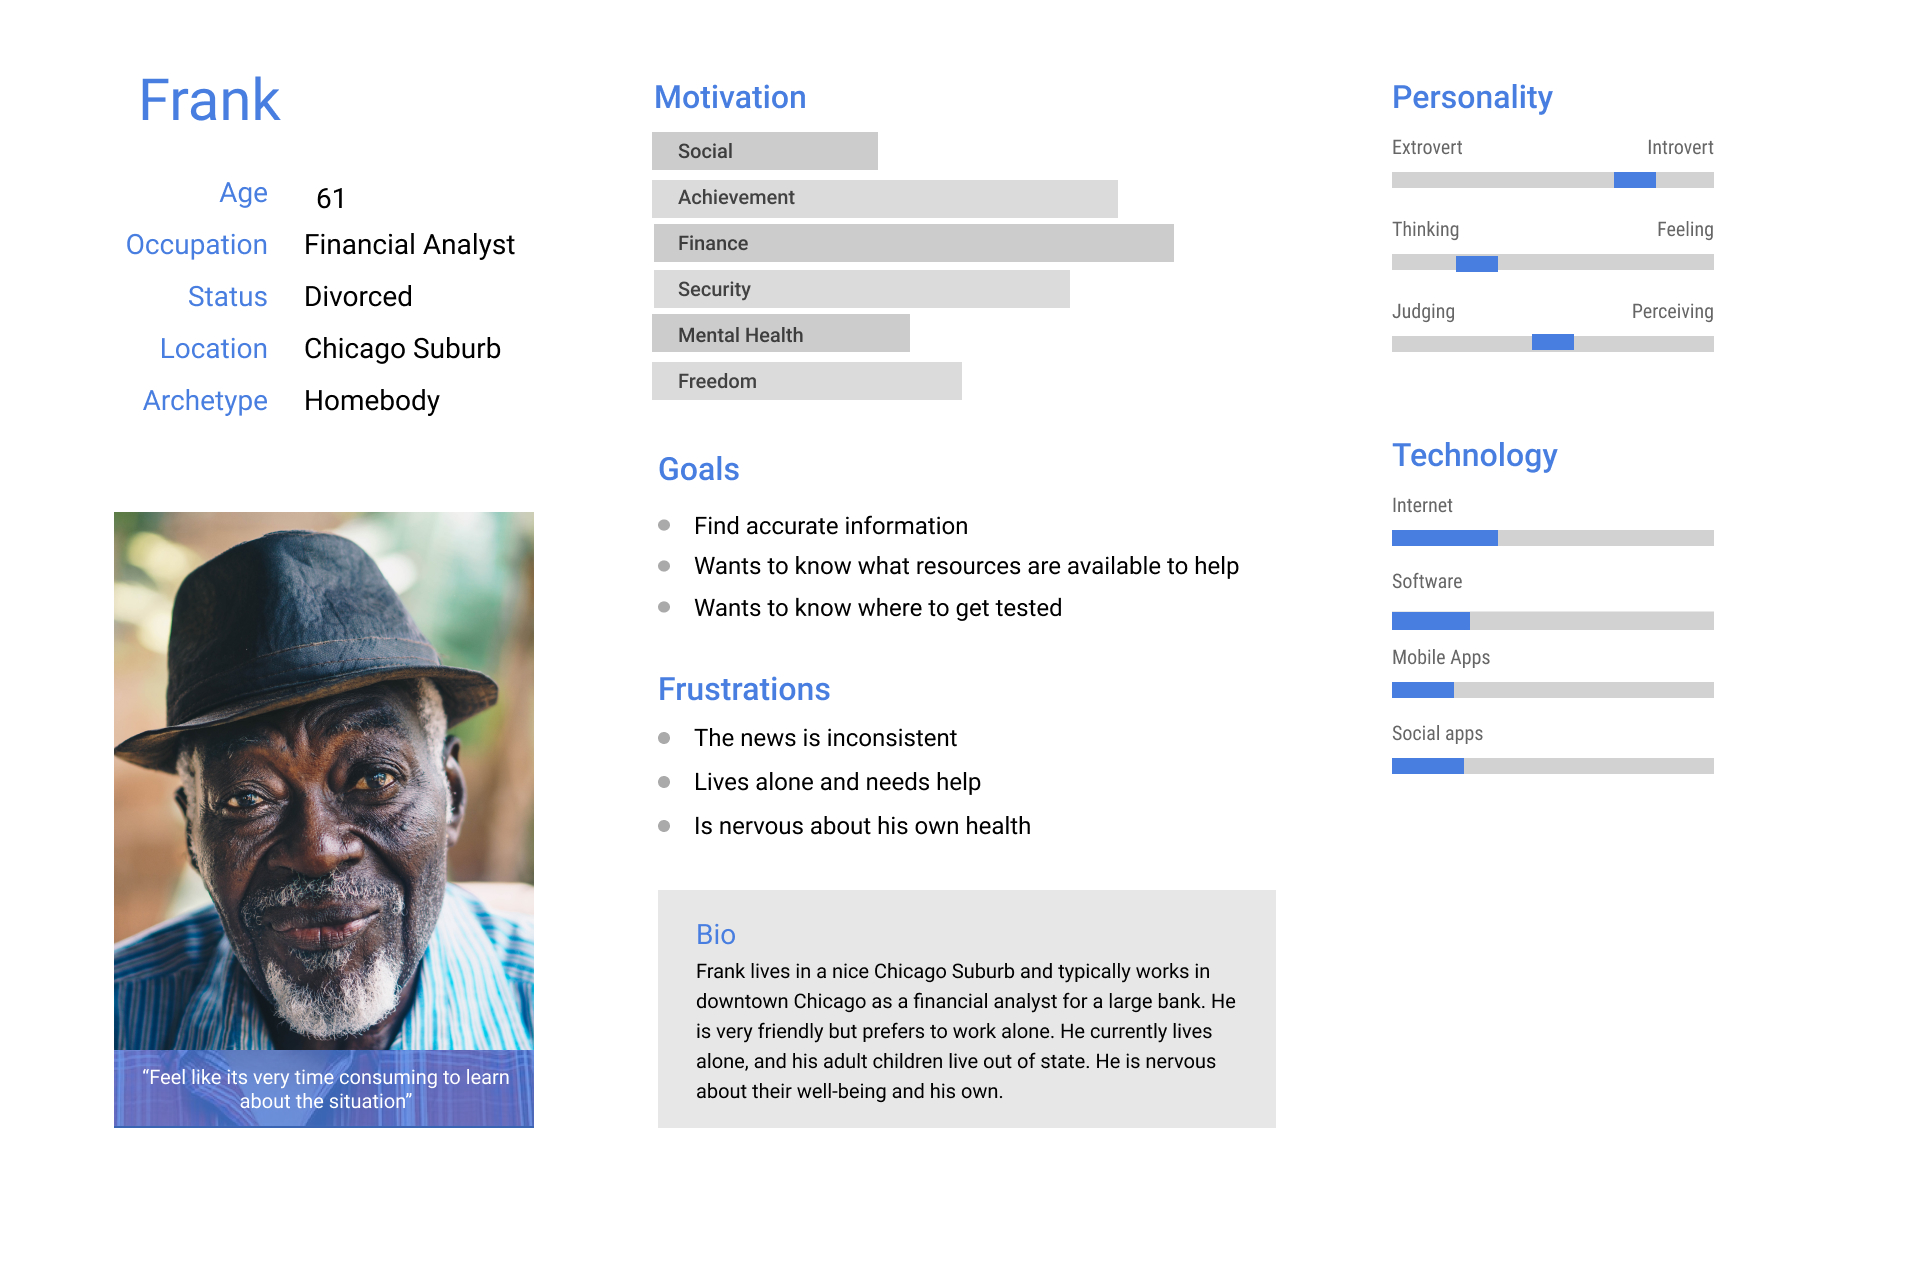 Frank
Age 61
Occupation Financial Analyst
Status Divorced
Location Chicago Suburb
Archetype Homebody
“Feel like its very time consuming to learn
about the situation”
Motivation
Social
Achievement
Finance
Security
Mental Health
Freedom
Goals
Find accurate information
Wants to know what resources are available to help
Wants to know where to get tested
Frustrations
The news is inconsistent
Lives alone and needs help
Is nervous about his own health
Bio
Frank lives in a nice Chicago Suburb and typically works in
downtown Chicago as a financial analyst for a large bank. He
is very friendly but prefers to work alone. He currently lives
alone, and his adult children live out of state. He is nervous
about their well-being and his own.
Personality
Extrovert Introvert
Thinking Feeling
Judging Perceiving
Technology
Internet
Software
Mobile Apps
Social apps